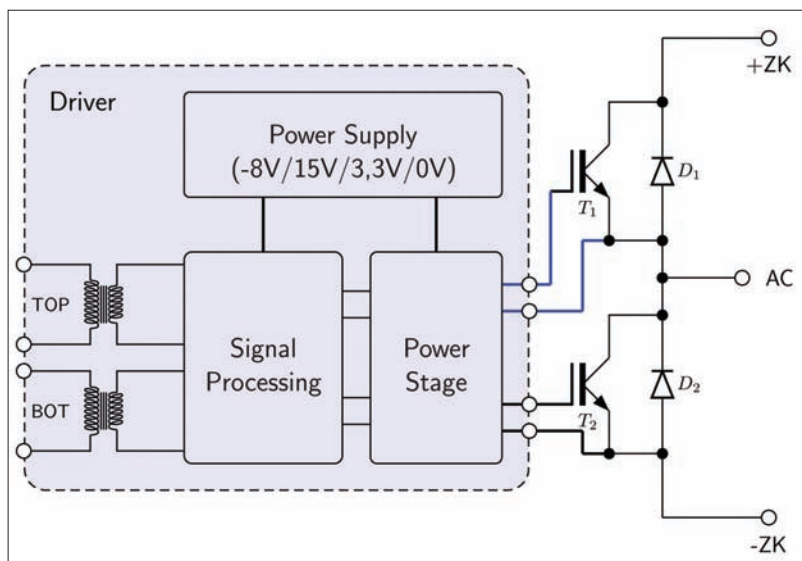 Driver
Power Supply
(-8V/15V/3,3V/0V)
TOP
BOT
Signal
Processing
Power
Stage
+ZK
T1
D1
AC
T2
D2
-ZK